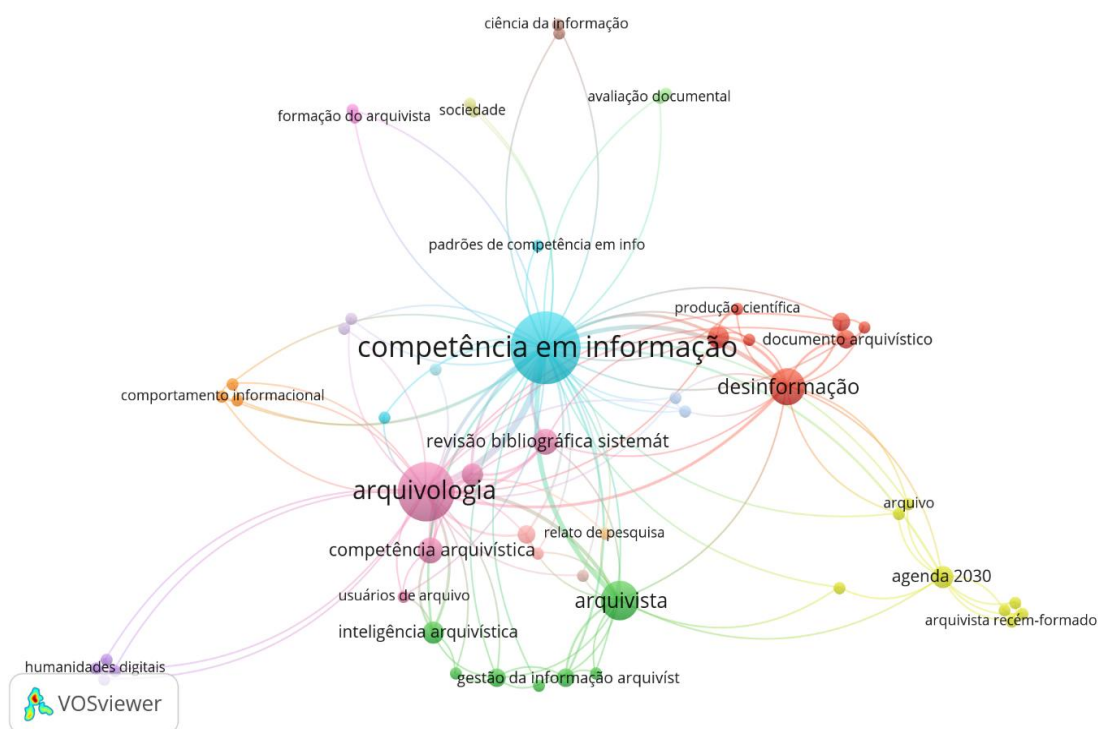 ciência da informação
avaliação documental
sociedade
formação do arquivista
padrões de competência em info
produção científica
documento arquivístico
competência em informação
desinformação
comportamento informacional
revisão bibliográfica sistemát
arquivologia
arquivo
relato de pesquisa
competência arquivística
agenda 2030
usuários de arquivo
arquivista
arquivista recém-formado
inteligência arquivística
humanidades digitais
gestão da informação arquivíst
VOSviewer